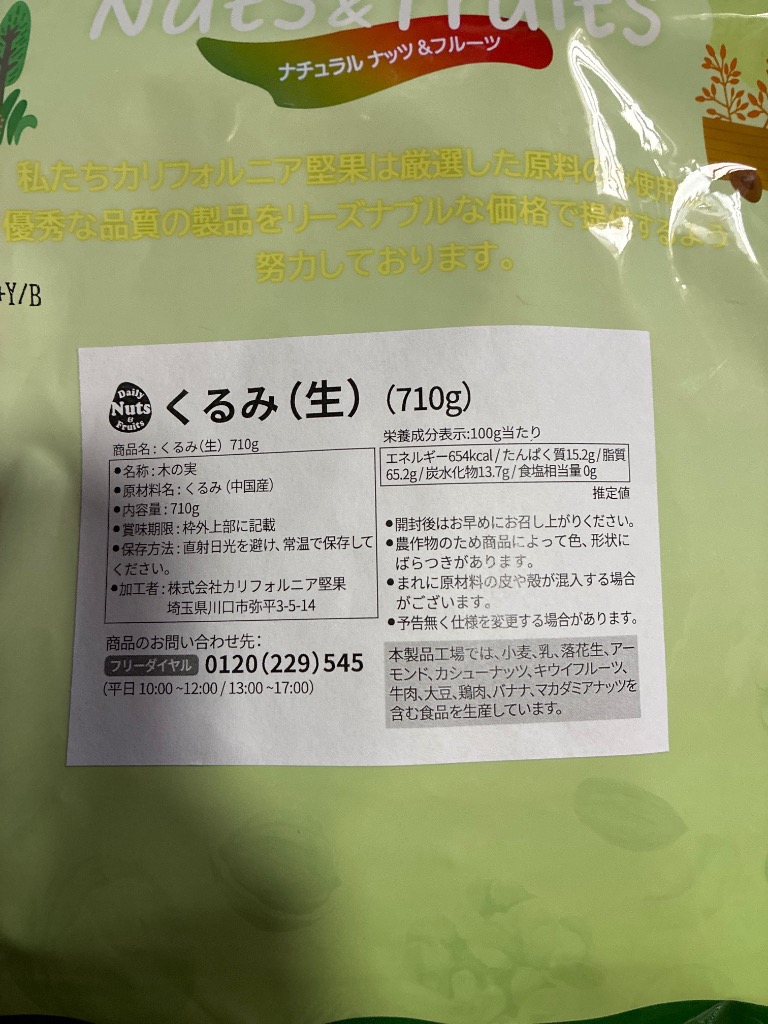 Nuts & Fruits
ナチュラル ナッツ&フルーツ
私たちカリフォルニア堅果は厳選した原料の使用
優秀な品質の製品をリーズナブルな価格で提供するよう
努力しております。
+Y/B
Daily
Nuts
&
Fruits
くるみ(生) (710g)
商品名:くるみ(生) 710g
●名称:木の実
●原材料名:くるみ(中国産)
●内容量:710g
●賞味期限:枠外上部に記載
●保存方法:直射日光を避け、常温で保存して
ください。
●加工者:株式会社カリフォルニア堅果
埼玉県川口市弥平3-5-14
商品のお問い合わせ先:
フリーダイヤル 0120(229)545
(平日 10:00 ~12:00 / 13:00 ~17:00)
栄養成分表示:100g当たり
エネルギー654kcal / たんぱく質15.2g / 脂質
65.2g / 炭水化物13.7g / 食塩相当量 0g
推定値
●開封後はお早めにお召し上がりください。
●農作物のため商品によって色、形状に
ばらつきがあります。
●まれに原材料の皮や殻が混入する場合
がございます。
●予告無く仕様を変更する場合があります。
本製品工場では、小麦、乳、落花生、アー
モンド、カシューナッツ、キウイフルーツ、
牛肉、大豆、鶏肉、バナナ、マカダミアナッツを
含む食品を生産しています。